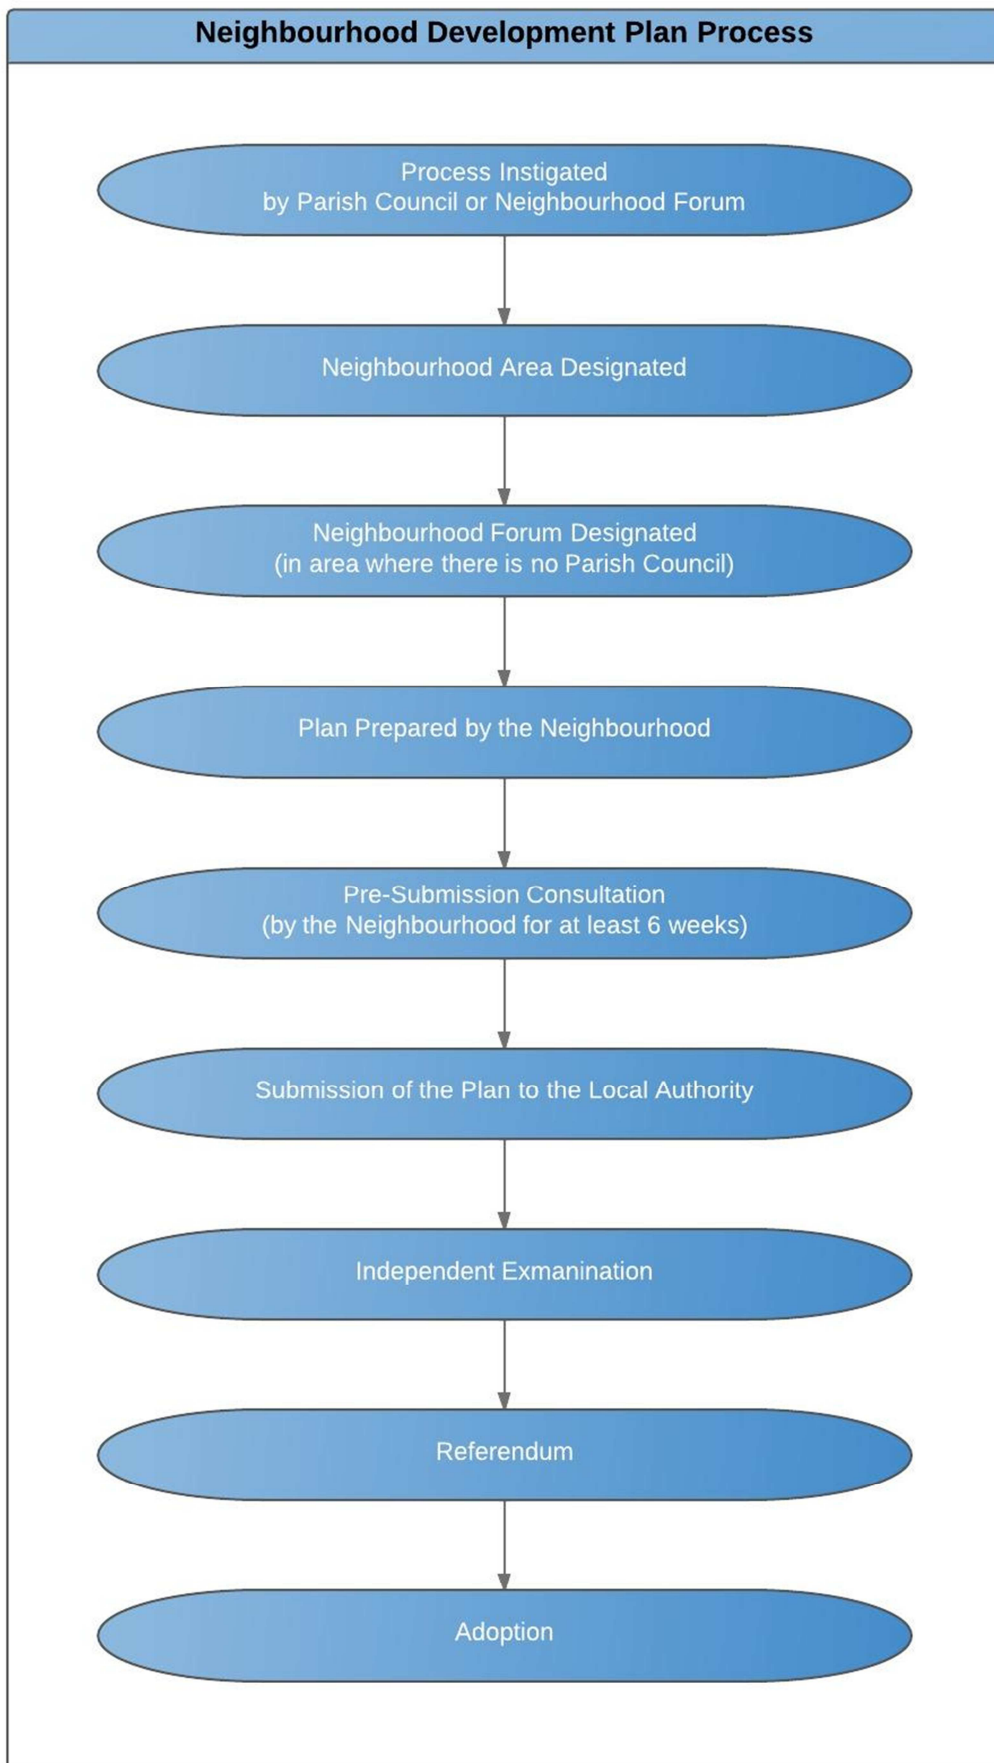 Neighbourhood Development Plan Process
Process Instigated
by Parish Council or Neighbourhood Forum
Neighbourhood Area Designated
Neighbourhood Forum Designated
(in area where there is no Parish Council)
Plan Prepared by the Neighbourhood
Pre-Submission Consultation
(by the Neighbourhood for at least 6 weeks)
Submission of the Plan to the Local Authority
Independent Exmanination
Referendum
Adoption